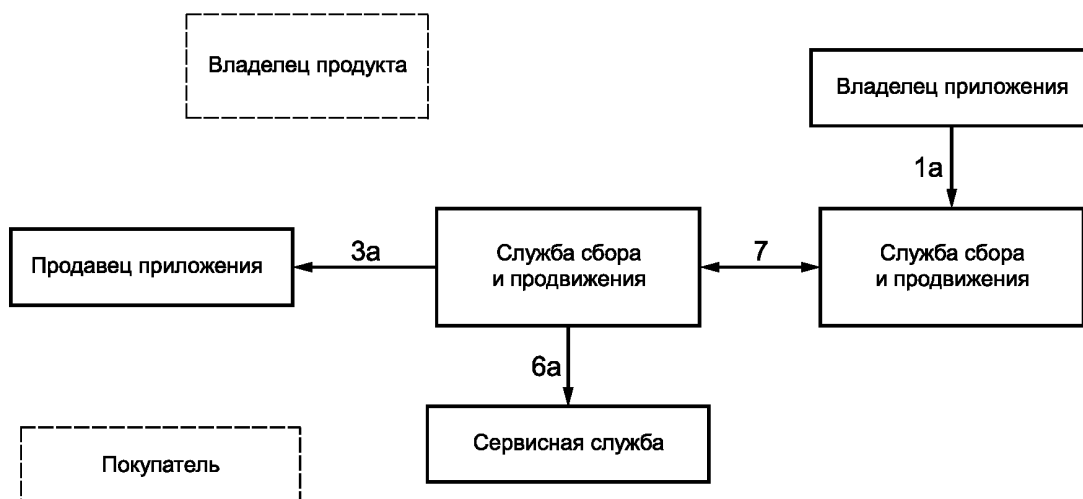 Владелец продукта
Владелец приложения
1а
Продавец приложения
3а
Служба сбора
и продвижения
7
Служба сбора
и продвижения
6а
Сервисная служба
Покупатель